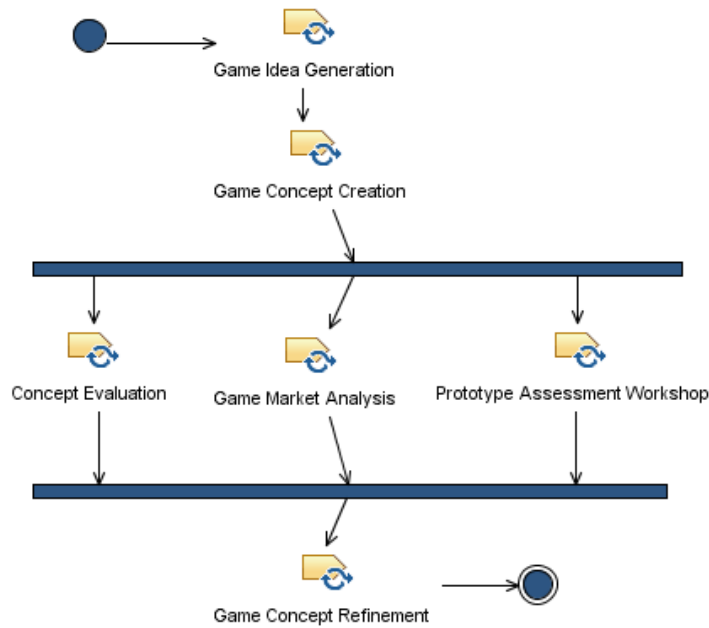 Game Idea Generation
Game Concept Creation
Concept Evaluation
Game Market Analysis
Prototype Assessment Workshop
Game Concept Refinement